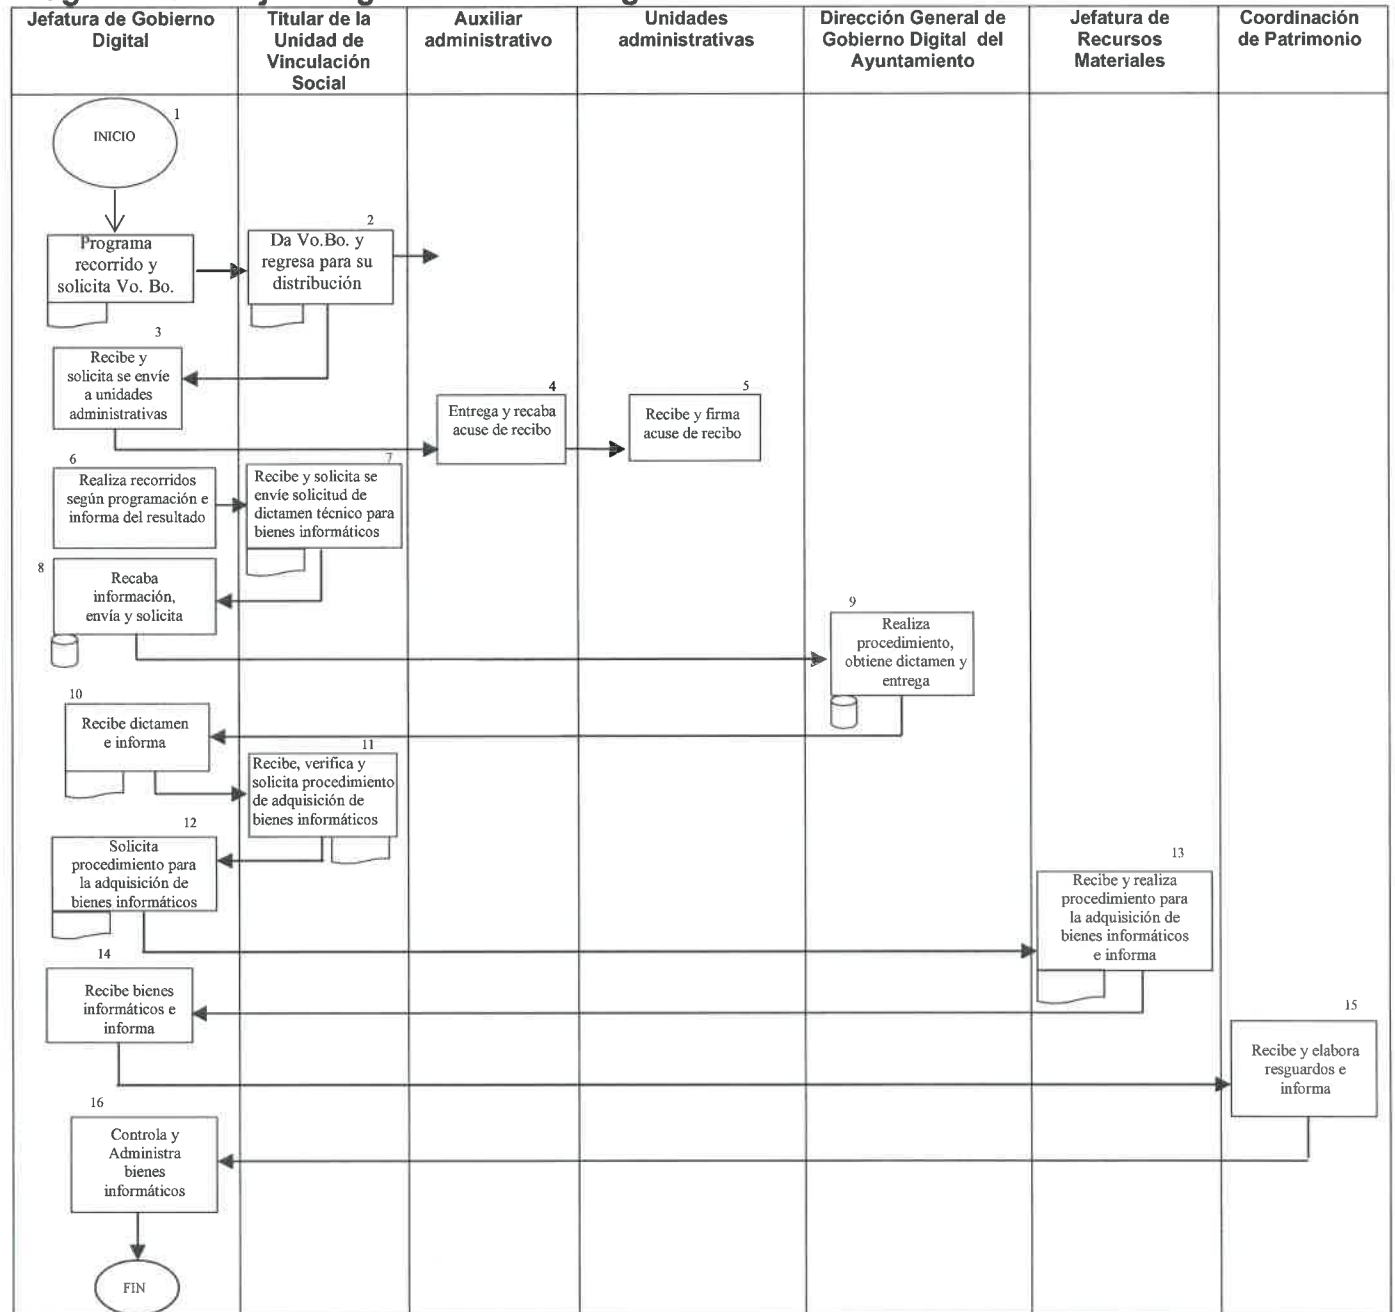 Jefatura de Gobierno
Digital
Titular de la
Unidad de
Vinculación
Social
Auxiliar
administrativo
Unidades
administrativas
Dirección General de
Gobierno Digital del
Ayuntamiento
Jefatura de
Recursos
Materiales
Coordinación
de Patrimonio
1
INICIO
Programa
recorrido y
solicita Vo. Bo.
2
Da Vo.Bo. y
regresa para su
distribución
3
Recibe y
solicita se envíe
a unidades
administrativas
4
Entrega y recaba
acuse de recibo
5
Recibe y firma
acuse de recibo
6
Realiza recorridos
según programación e
informa del resultado
7
Recibe y solicita se
envíe solicitud de
dictamen técnico para
bienes informáticos
8
Recaba
información,
envía y solicita
9
Realiza
procedimiento,
obtiene dictamen y
entrega
10
Recibe dictamen
e informa
11
Recibe, verifica y
solicita procedimiento
de adquisición de
bienes informáticos
12
Solicita
procedimiento para
la adquisición de
bienes informáticos
13
Recibe y realiza
procedimiento para
la adquisición de
bienes informáticos
e informa
14
Recibe bienes
informáticos e
informa
15
Recibe y elabora
resguardos e
informa
16
Controla y
Administra
bienes
informáticos
FIN